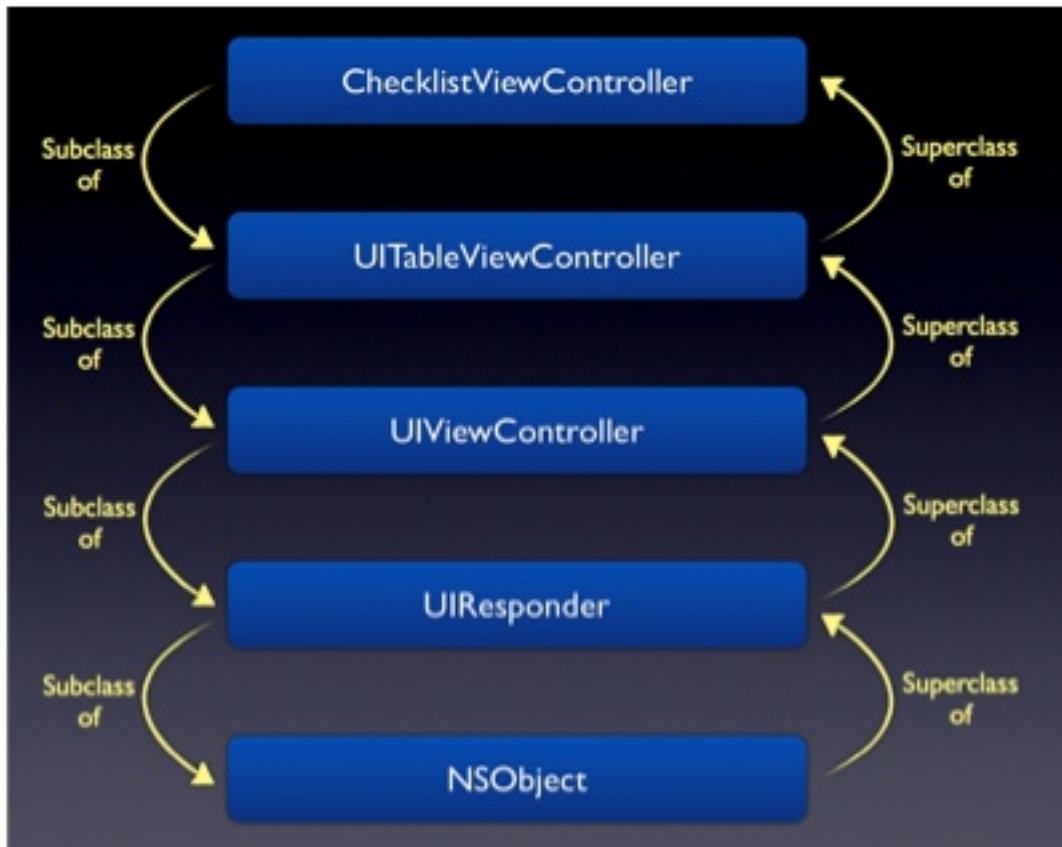 ChecklistViewController
Subclass
of
Superclass
of
UITableViewController
Subclass
of
Superclass
of
UIViewController
Subclass
of
Superclass
of
UIResponder
Subclass
of
Superclass
of
NSObject